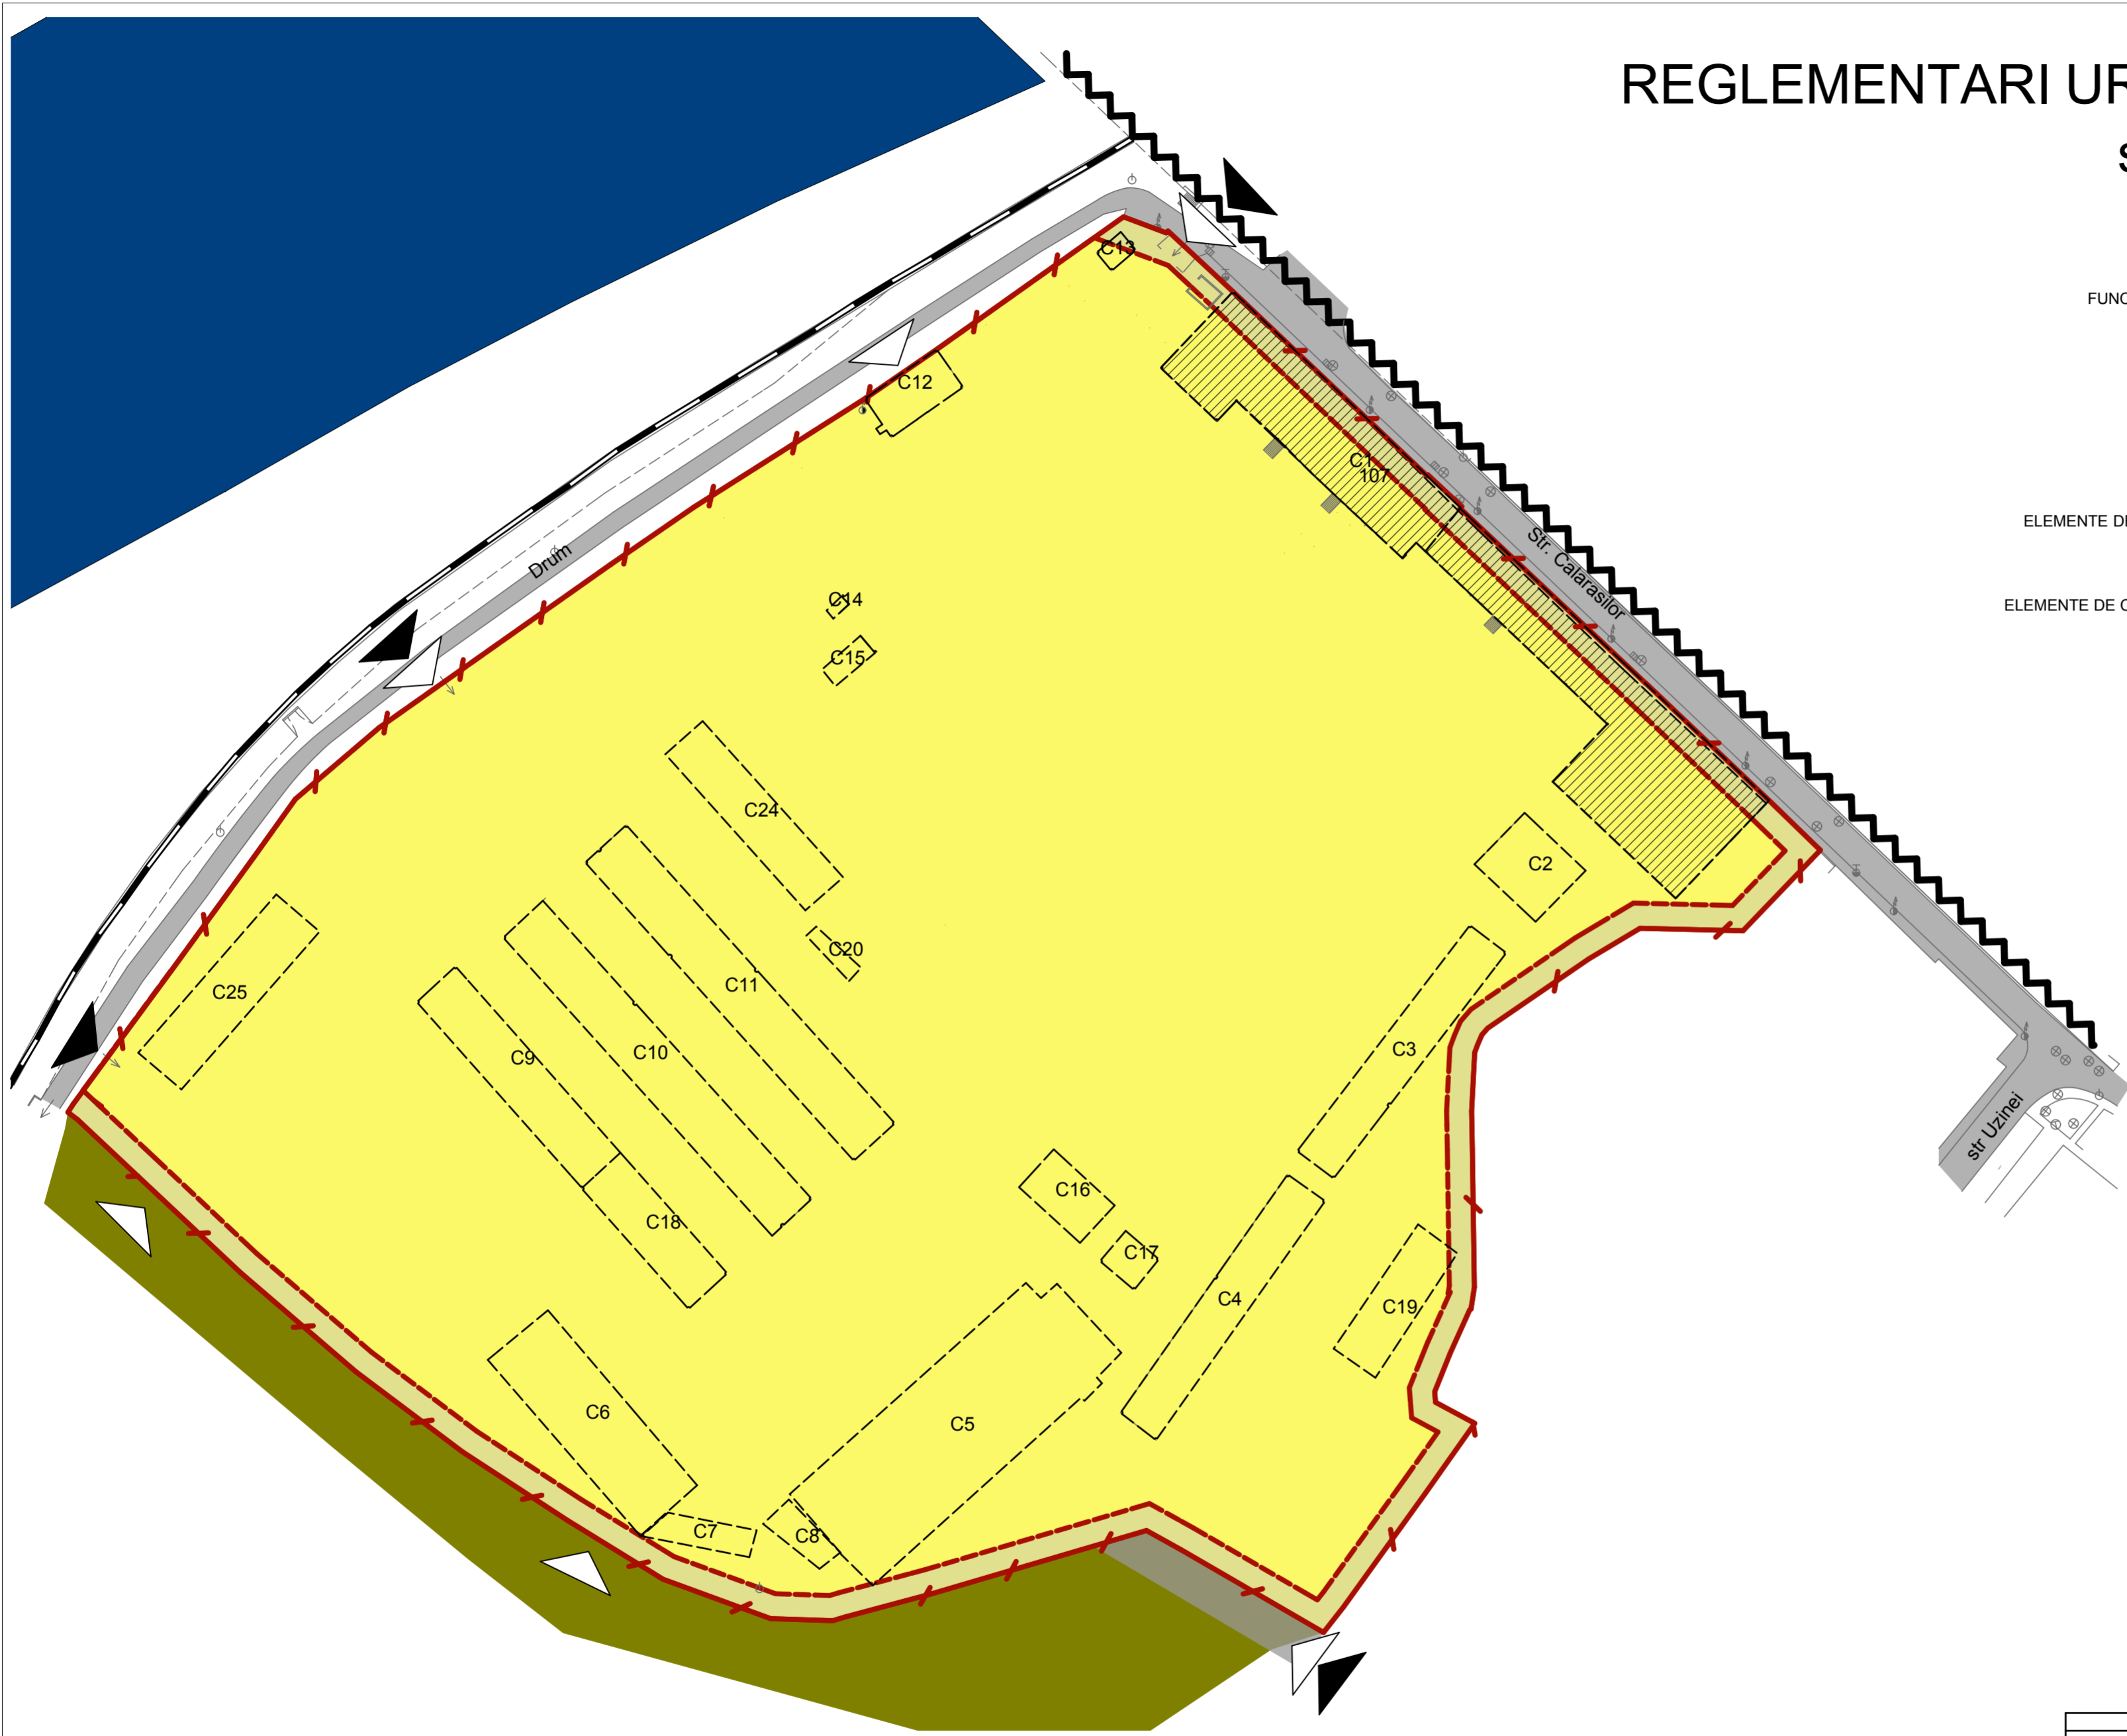 REGLEMENTARI UR
S
FUNC
ELEMENTE DE
ELEMENTE DE C
C13
C12
C1
107
Drum
Str. Calarasilor
C14
C15
C24
C2
C20
C11
C25
C10
C9
C3
str Uzinei
C16
C18
C17
C4
C19
C6
C5
C7
C8